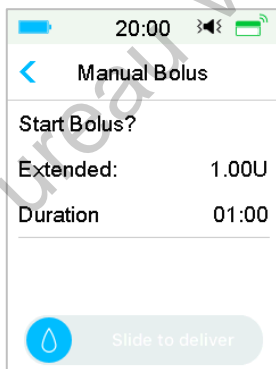 20:00
Manual Bolus
Start Bolus?
Extended: 1.00U
Duration 01:00
Slide to deliver